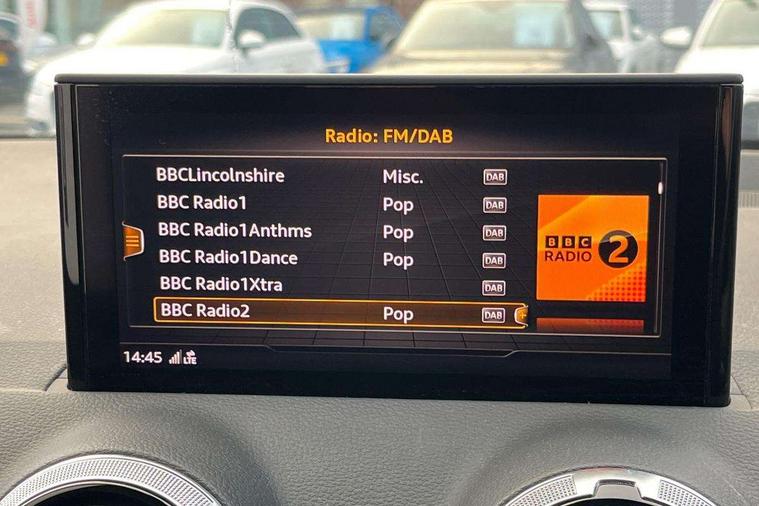 Radio: FM/DAB
BBCLincolnshire Misc. DAB
BBC Radio1 Pop DAB
BBC Radio1Anthms Pop DAB
BBC Radio1Dance Pop DAB
BBC Radio1Xtra DAB
BBC Radio2 Pop DAB
BBC
RADIO 2
14:45 LTE